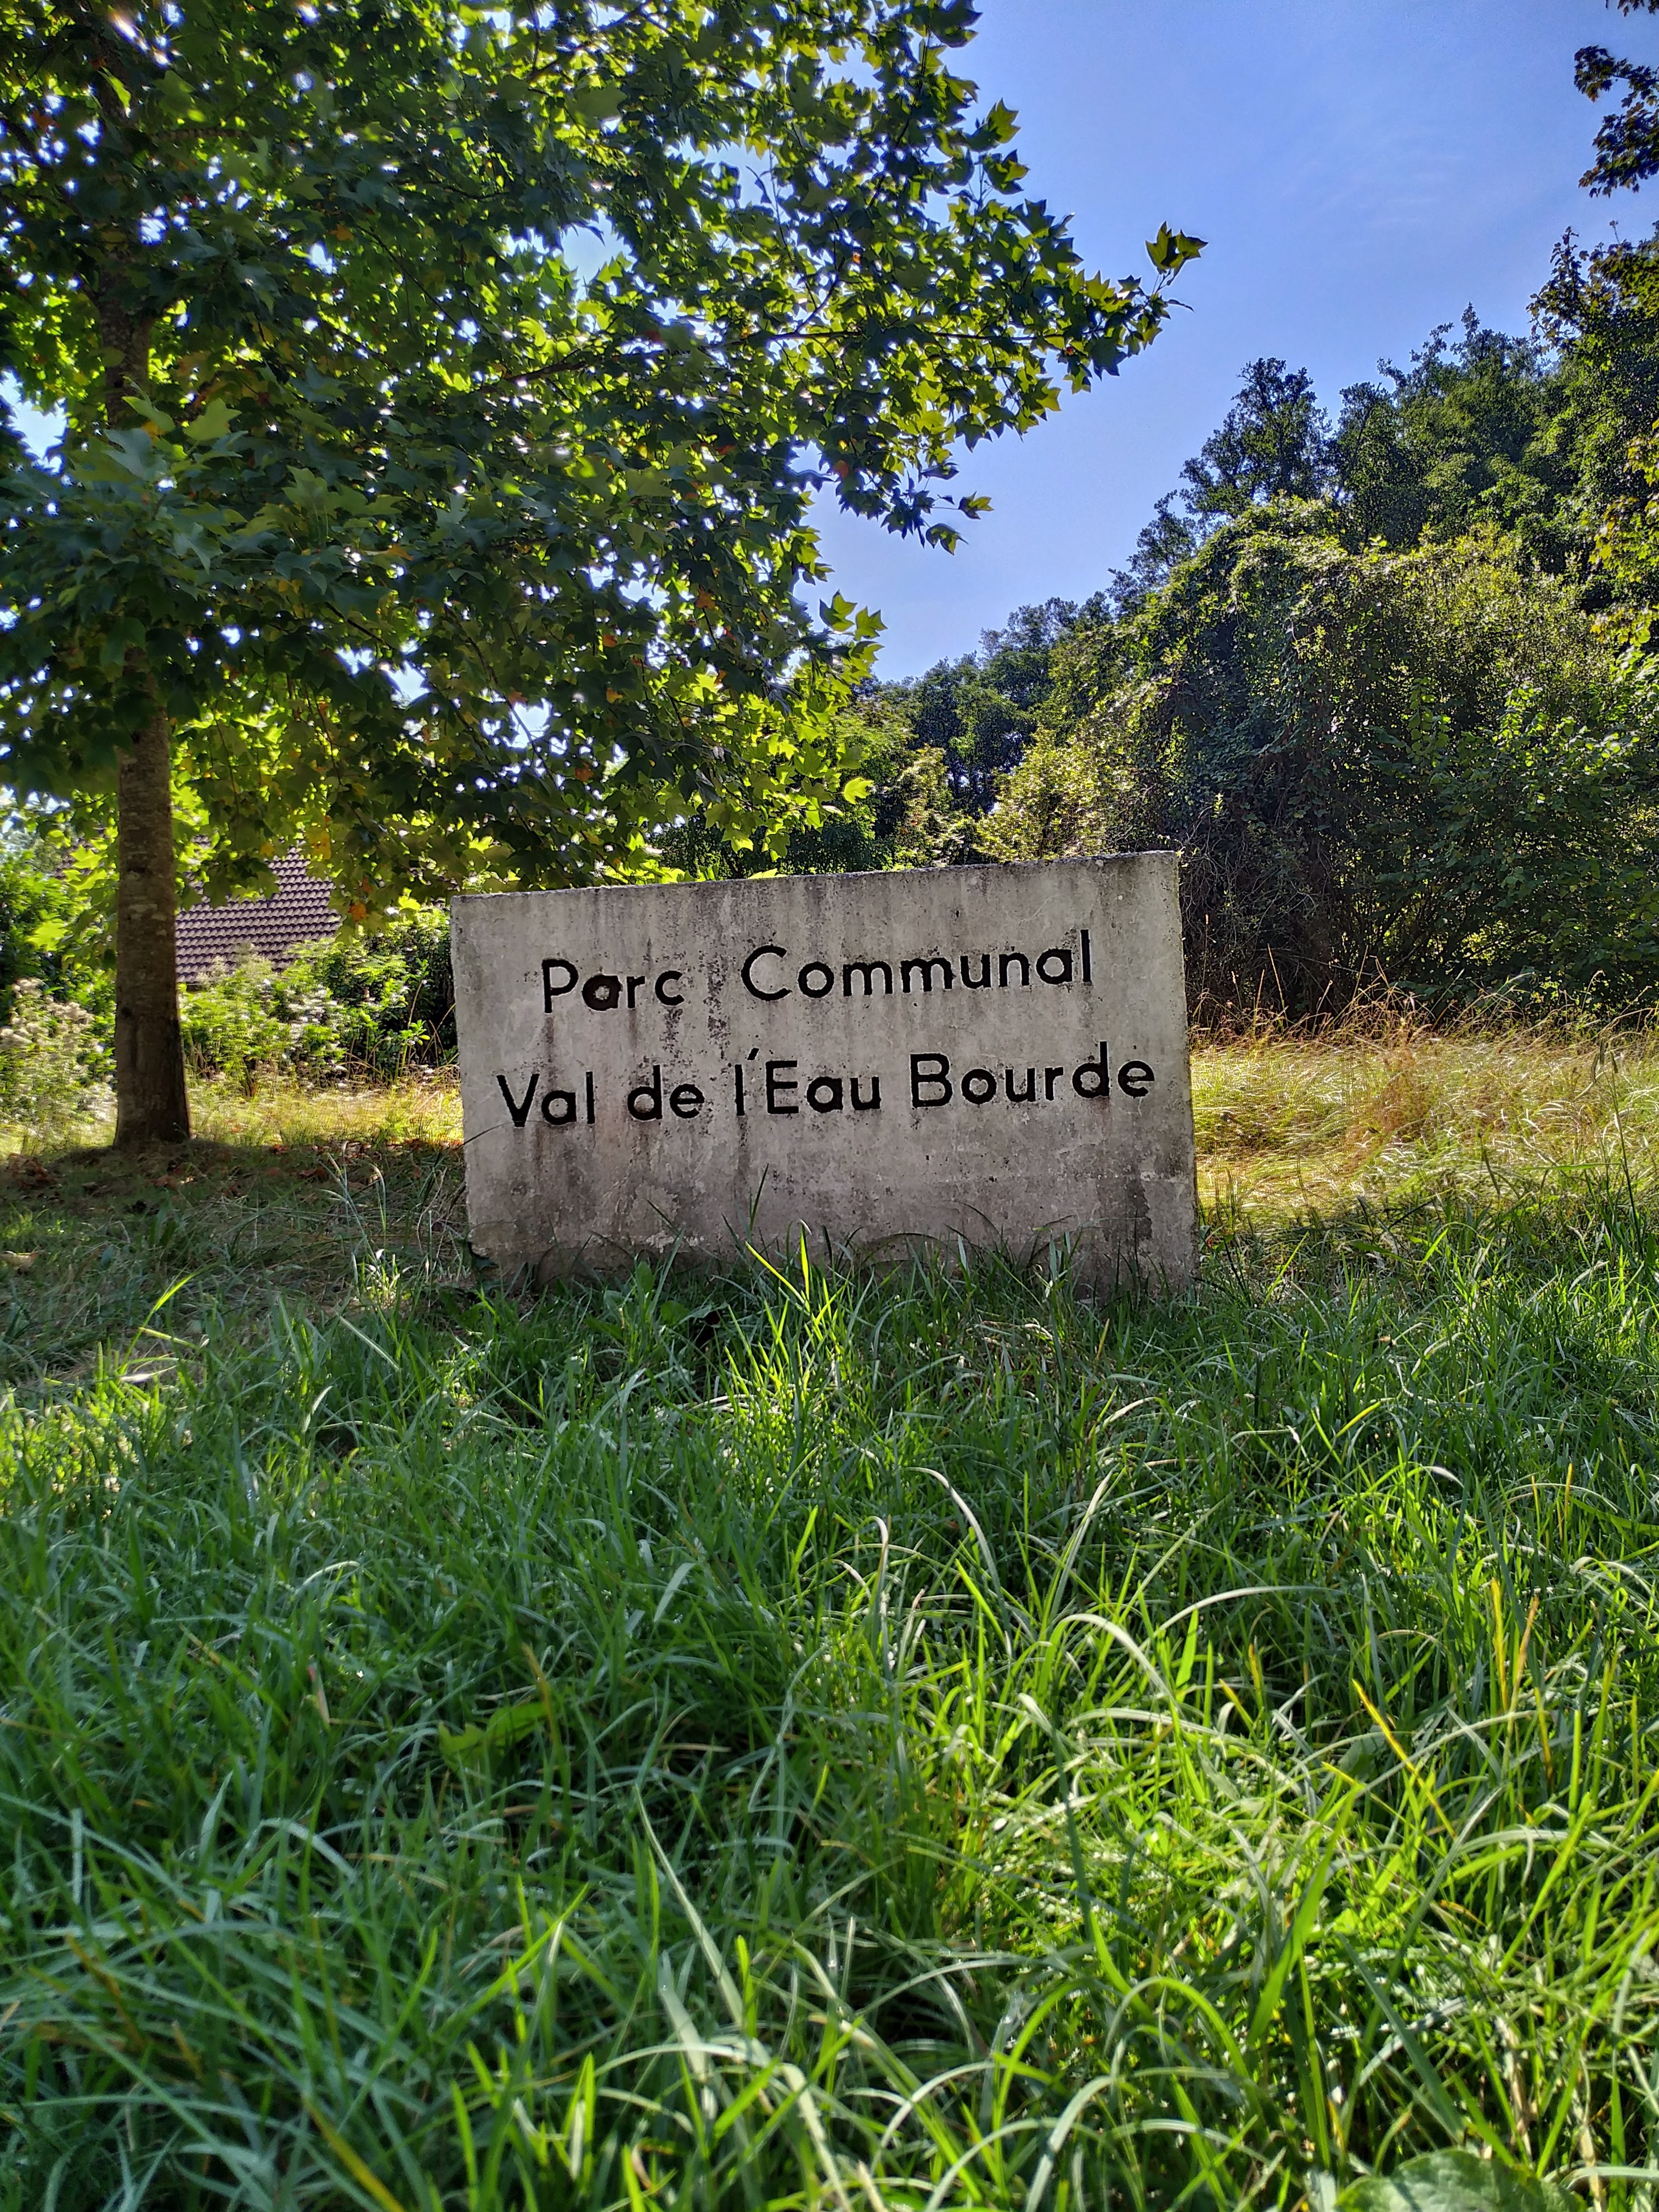 Parc Communal
Val de l'Eau Bourde